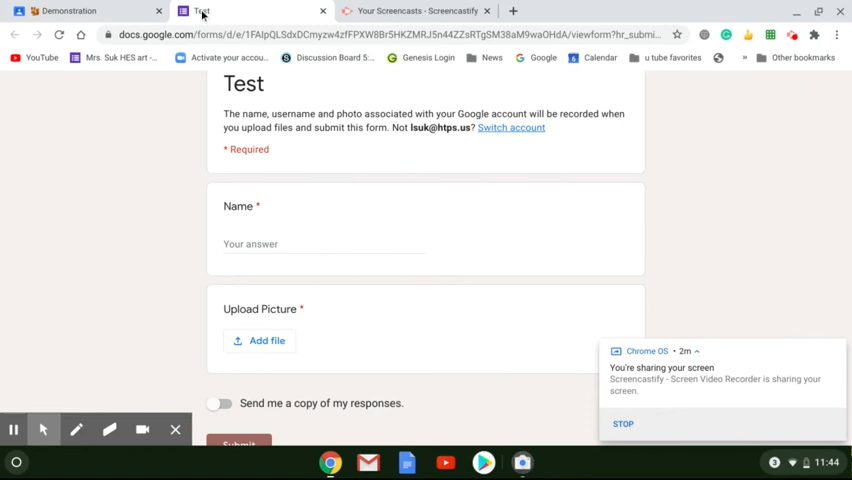 Demonstration
Test
Your Screencasts - Screencastify
docs.google.com/forms/d/e/1FAIpQLSdxDCmyzw4zfFPXW8Br5HKZMRJ5n44ZZsRTgSM38aM9waOHdA/viewform?hr_submi...
YouTube
Mrs. Suk HES art -...
Activate your accou...
Discussion Board 5:...
Genesis Login
News
Google
Calendar
u tube favorites
»
Other bookmarks
Test
The name, username and photo associated with your Google account will be recorded when
you upload files and submit this form. Not lsuk@htps.us? Switch account
* Required
Name *
Your answer
Upload Picture *
Add file
Send me a copy of my responses.
Submit
Chrome OS • 2m
You're sharing your screen
Screencastify - Screen Video Recorder is sharing your
screen.
STOP
3
11:44